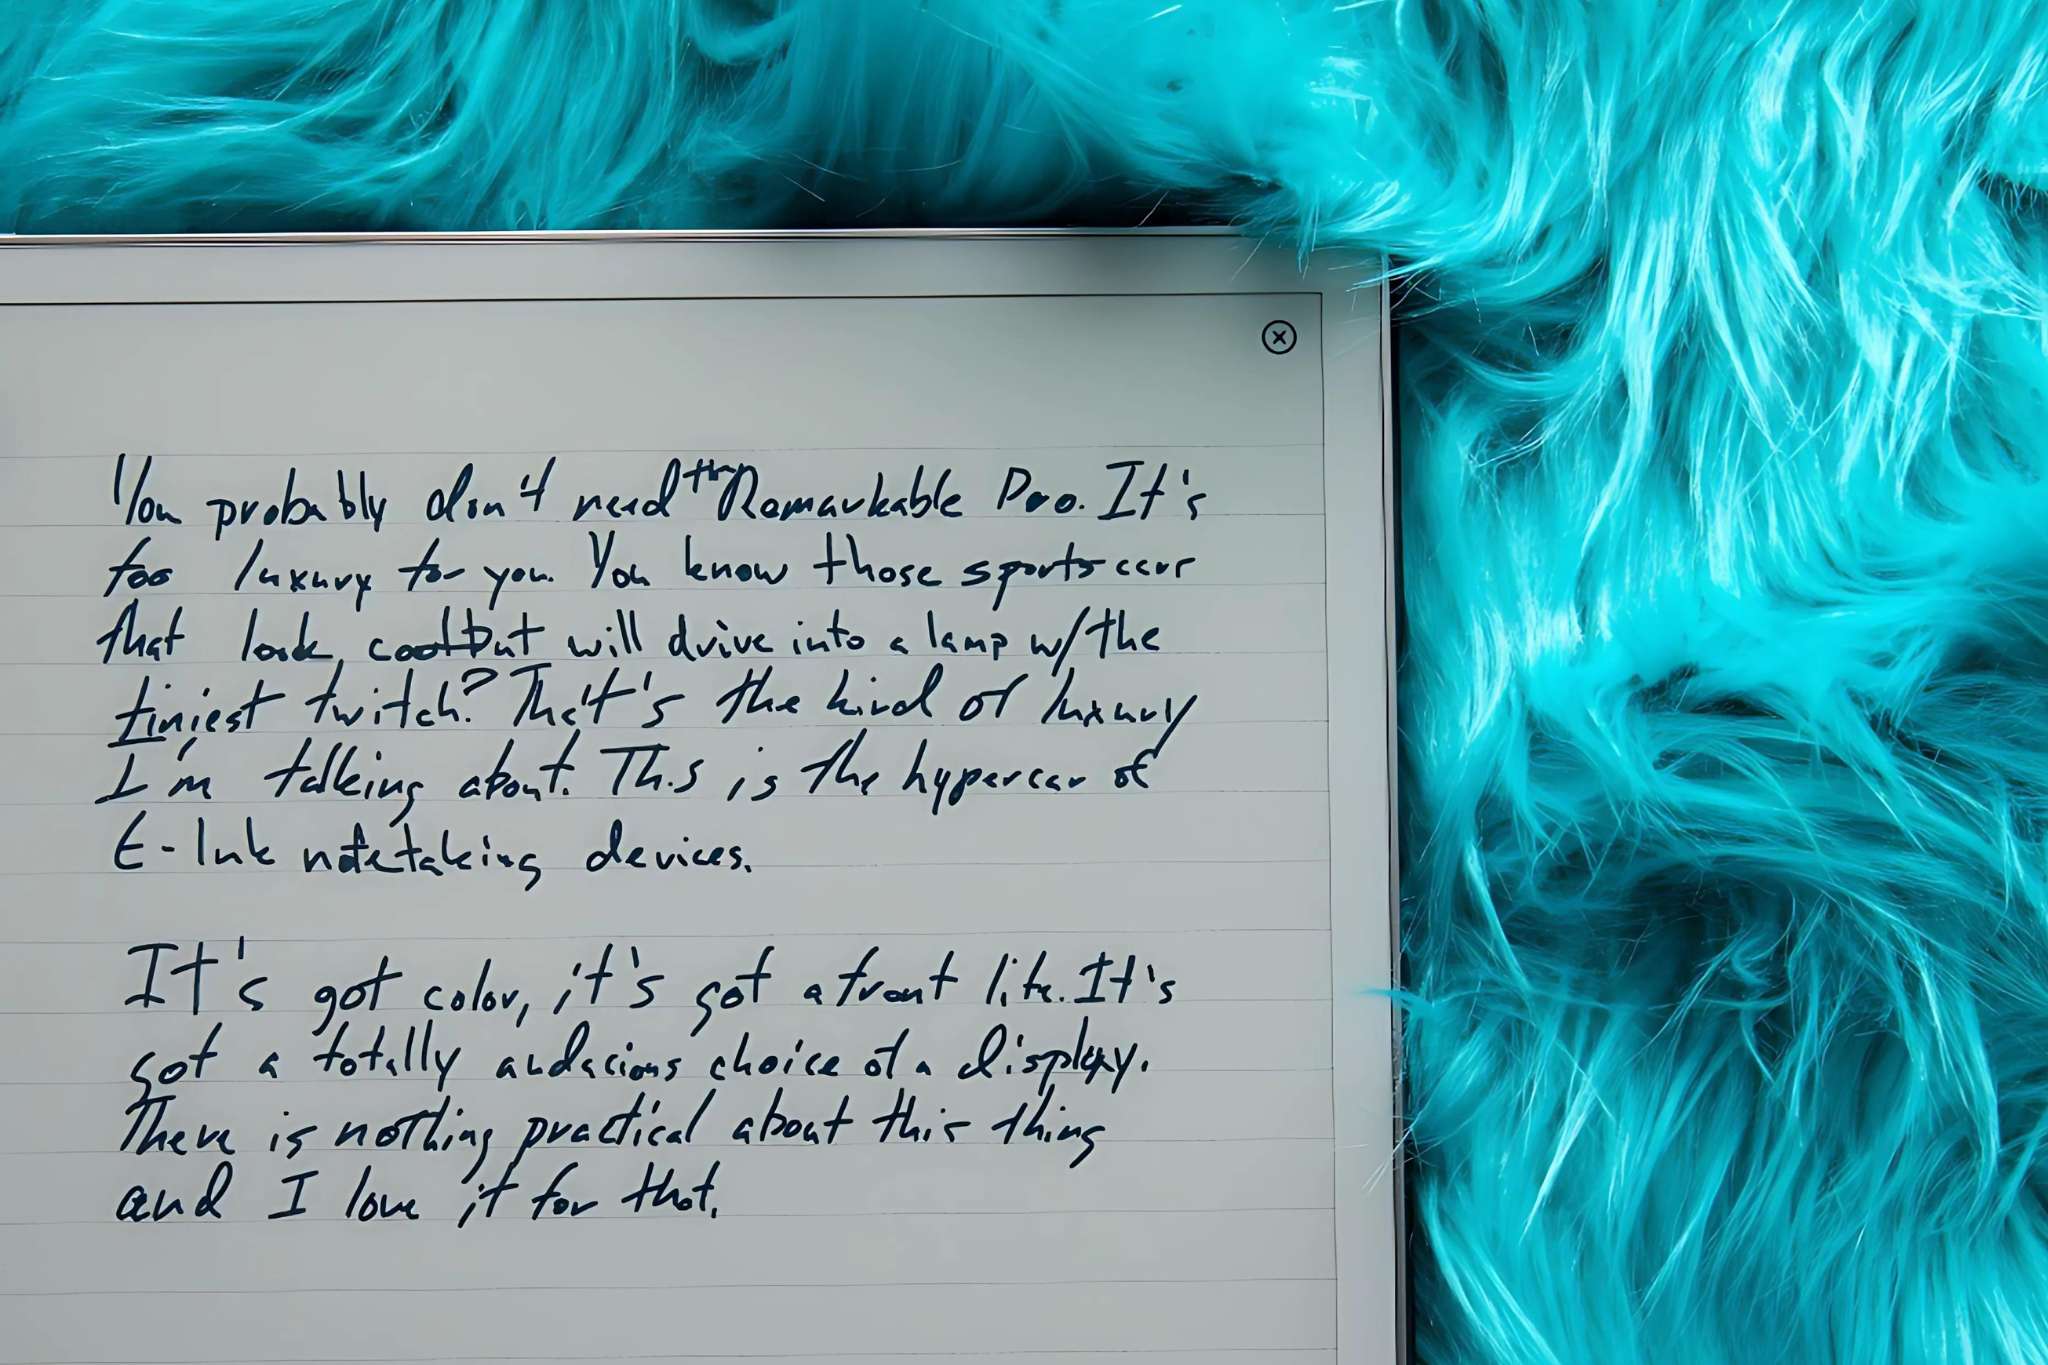 You probably don't need the Remarkable Pro. It's
too luxury for you. You know those sports cars
that look cool but will drive into a lamp w/ the
tiniest twitch? That's the kind of luxury
I'm talking about. This is the hypercar of
E-Ink notetaking devices.
It's got color, it's got a front lite. It's
got a totally audacious choice of a display.
There is nothing practical about this thing
and I love it for that.